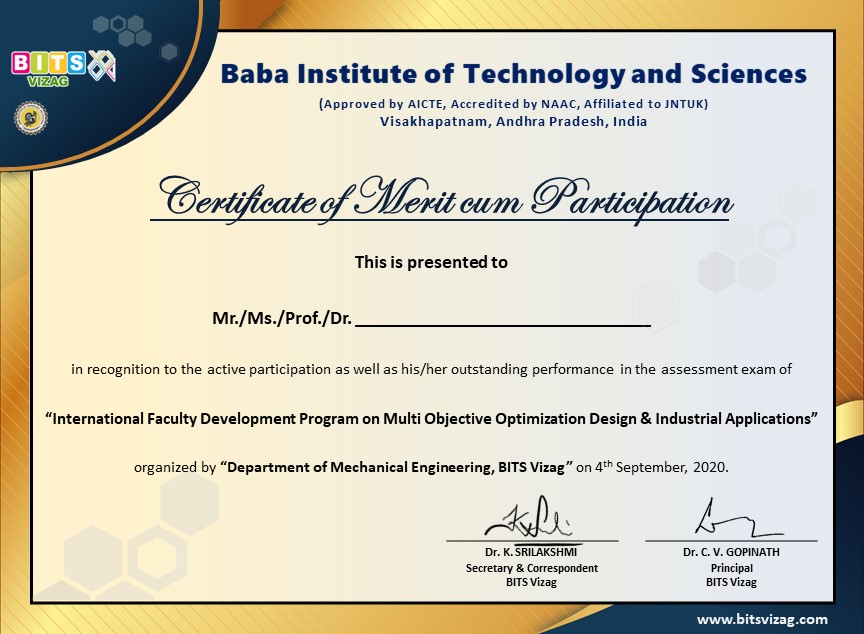 BITS
VIZAG
Baba Institute of Technology and Sciences
(Approved by AICTE, Accredited by NAAC, Affiliated to JNTUK)
Visakhapatnam, Andhra Pradesh, India
Certificate of Merit cum Participation
This is presented to
Mr./Ms./Prof./Dr.
in recognition to the active participation as well as his/her outstanding performance in the assessment exam of
“International Faculty Development Program on Multi Objective Optimization Design & Industrial Applications”
organized by “Department of Mechanical Engineering, BITS Vizag” on 4th September, 2020.
Dr. K. SRILAKSHMI
Secretary & Correspondent
BITS Vizag
Dr. C. V. GOPINATH
Principal
BITS Vizag
www.bitsvizag.com